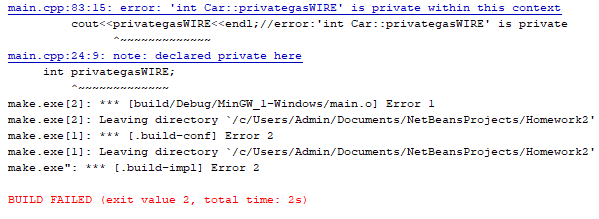 main.cpp:83:15: error: 'int Car::privategasWIRE' is private within this context
cout<<privategasWIRE<<endl;//error:'int Car::privategasWIRE' is private
^~~~~~~~~~~~~~
main.cpp:24:9: note: declared private here
int privategasWIRE;
^~~~~~~~~~~~~~
make.exe[2]: *** [build/Debug/MinGW_1-Windows/main.o] Error 1
make.exe[2]: Leaving directory `/c/Users/Admin/Documents/NetBeansProjects/Homework2'
make.exe[1]: *** [.build-conf] Error 2
make.exe[1]: Leaving directory `/c/Users/Admin/Documents/NetBeansProjects/Homework2'
make.exe": *** [.build-impl] Error 2
BUILD FAILED (exit value 2, total time: 2s)